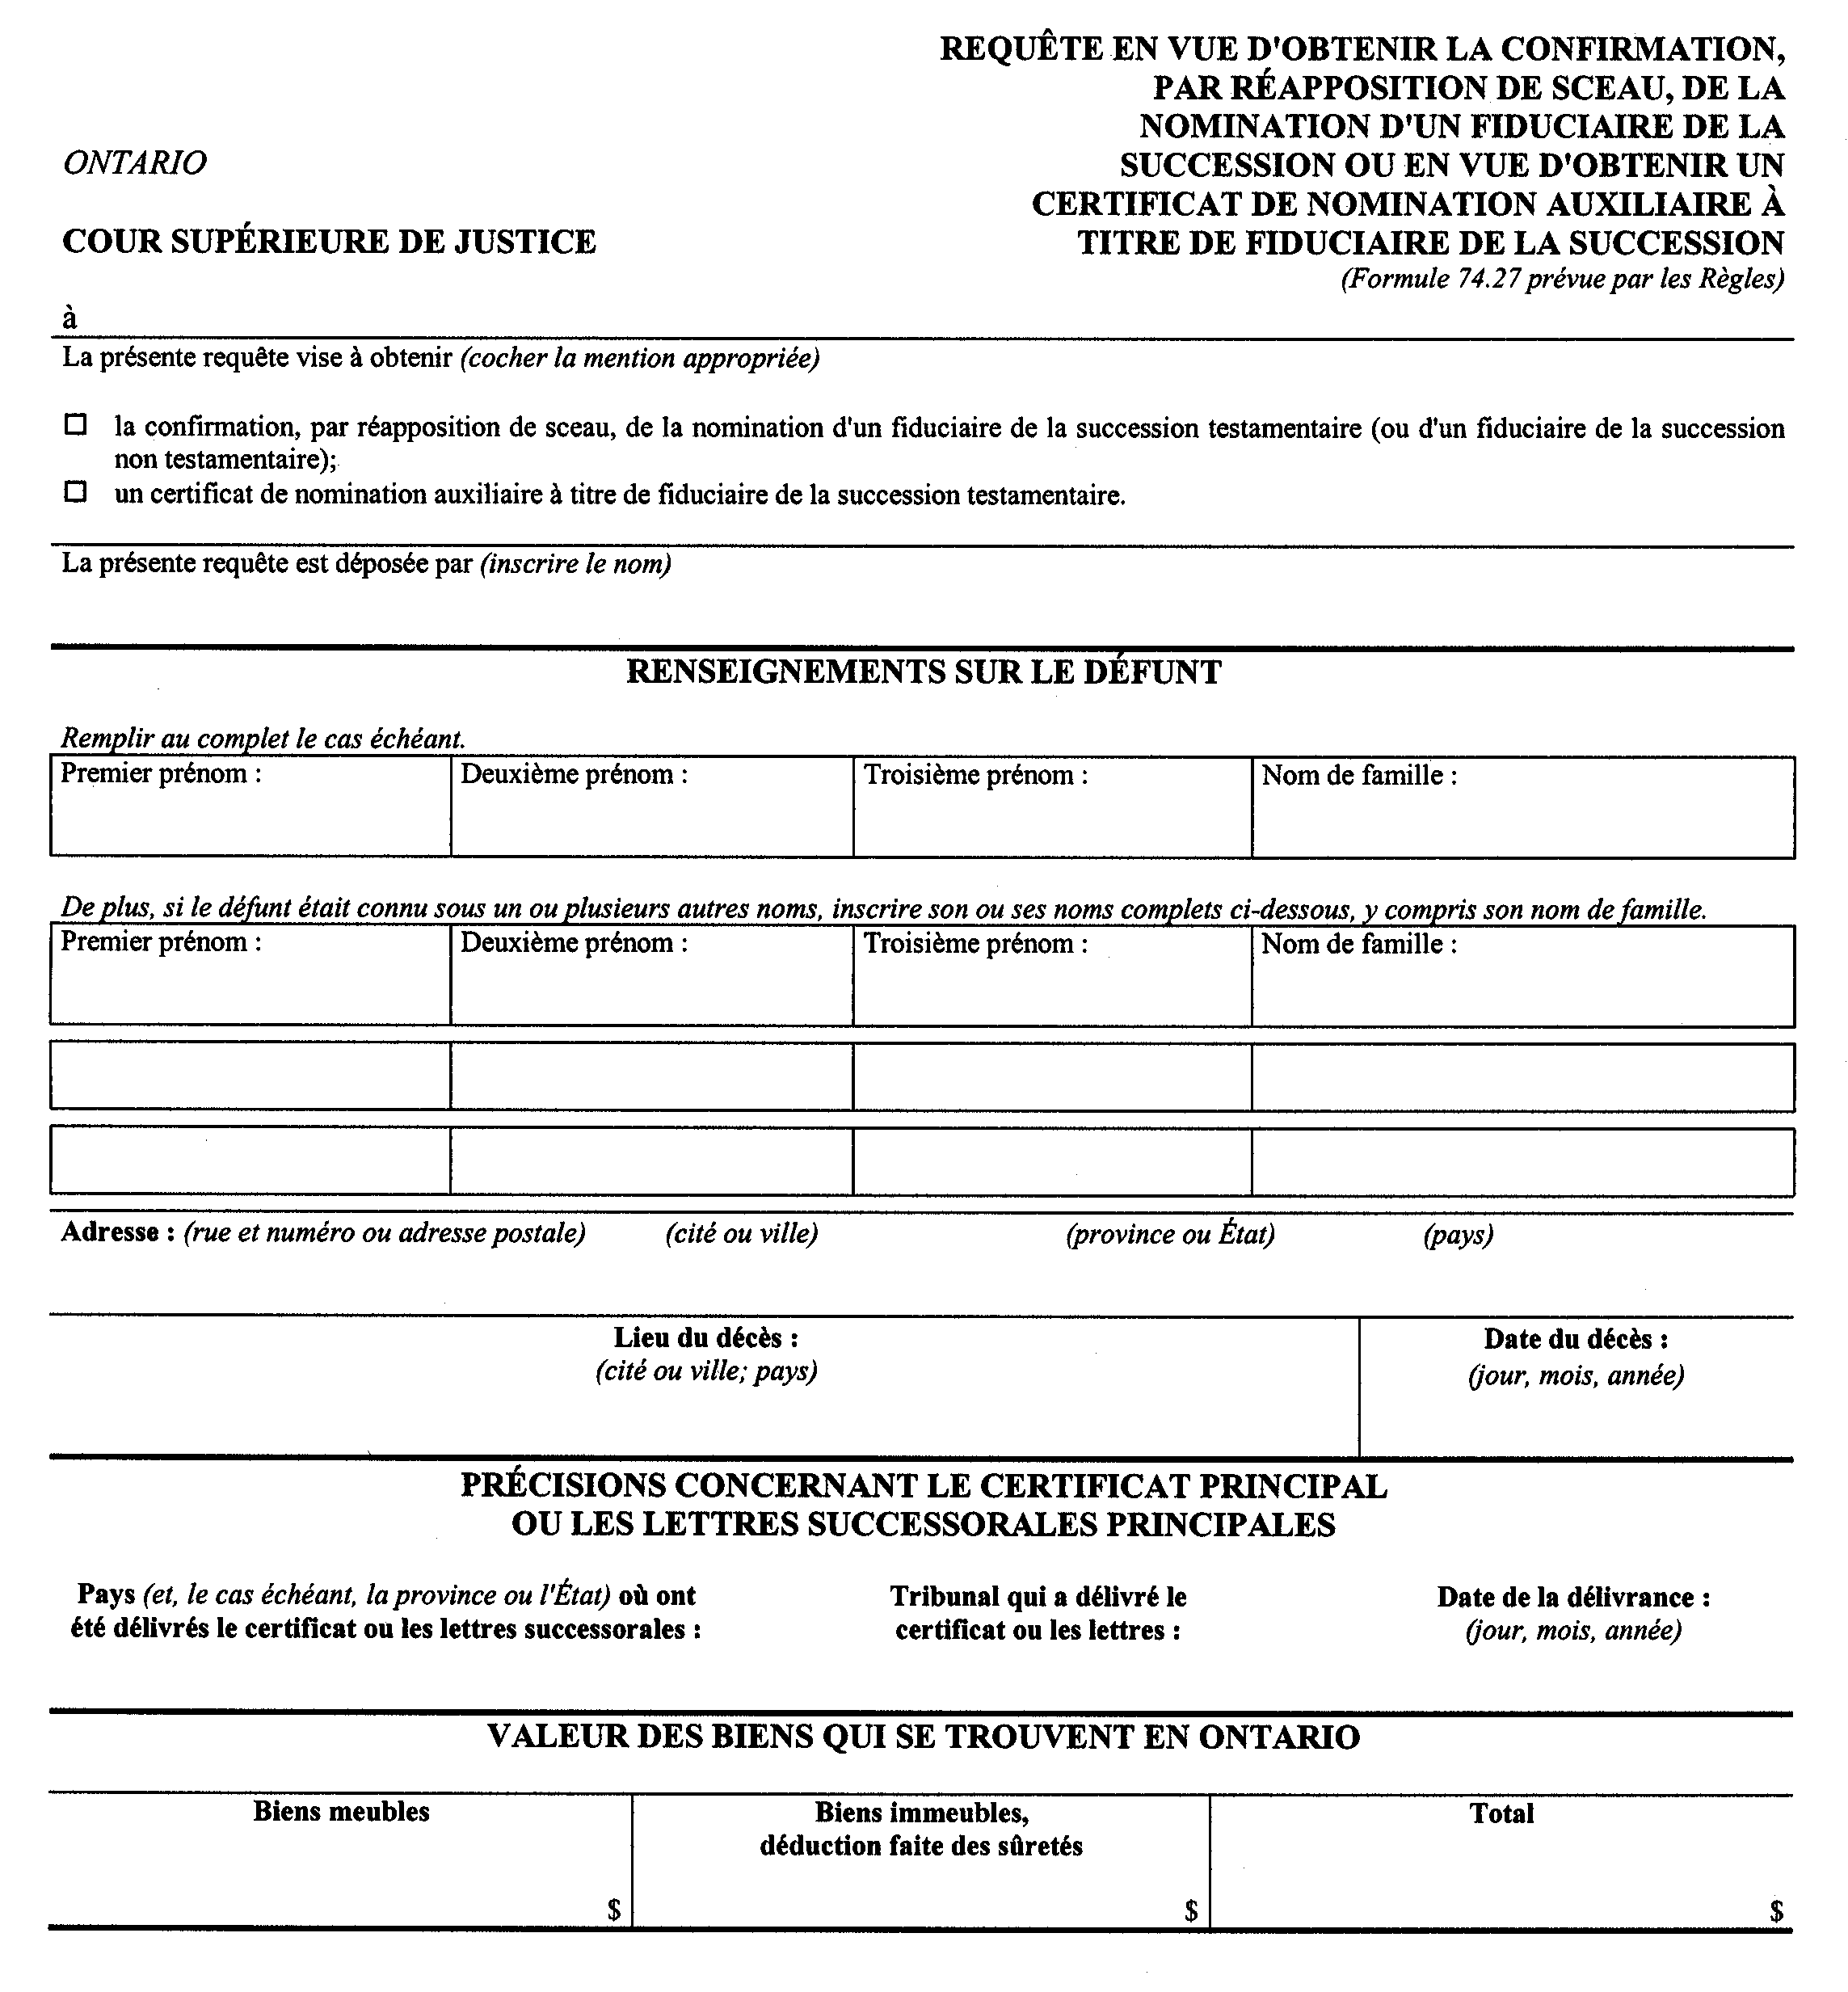 REQUÊTE EN VUE D'OBTENIR LA CONFIRMATION,
PAR RÉAPPOSITION DE SCEAU, DE LA
NOMINATION D'UN FIDUCIAIRE DE LA
SUCCESSION OU EN VUE D'OBTENIR UN
CERTIFICAT DE NOMINATION AUXILIAIRE À
TITRE DE FIDUCIAIRE DE LA SUCCESSION
(Formule 74.27 prévue par les Règles)
ONTARIO
COUR SUPÉRIEURE DE JUSTICE
à
La présente requête vise à obtenir (cocher la mention appropriée)
☐ la confirmation, par réapposition de sceau, de la nomination d'un fiduciaire de la succession testamentaire (ou d'un fiduciaire de la succession
non testamentaire);
☐ un certificat de nomination auxiliaire à titre de fiduciaire de la succession testamentaire.
La présente requête est déposée par (inscrire le nom)
RENSEIGNEMENTS SUR LE DÉFUNT
Remplir au complet le cas échéant.
Premier prénom : Deuxième prénom : Troisième prénom : Nom de famille :
De plus, si le défunt était connu sous un ou plusieurs autres noms, inscrire son ou ses noms complets ci-dessous, y compris son nom de famille.
Premier prénom : Deuxième prénom : Troisième prénom : Nom de famille :
Adresse : (rue et numéro ou adresse postale) (cité ou ville) (province ou État) (pays)
Lieu du décès :
(cité ou ville; pays)
Date du décès :
(jour, mois, année)
PRÉCISIONS CONCERNANT LE CERTIFICAT PRINCIPAL
OU LES LETTRES SUCCESSORALES PRINCIPALES
Pays (et, le cas échéant, la province ou l'État) où ont
été délivrés le certificat ou les lettres successorales :
Tribunal qui a délivré le
certificat ou les lettres :
Date de la délivrance :
(jour, mois, année)
VALEUR DES BIENS QUI SE TROUVENT EN ONTARIO
Biens meubles
$
Biens immeubles,
déduction faite des sûretés
$
Total
$